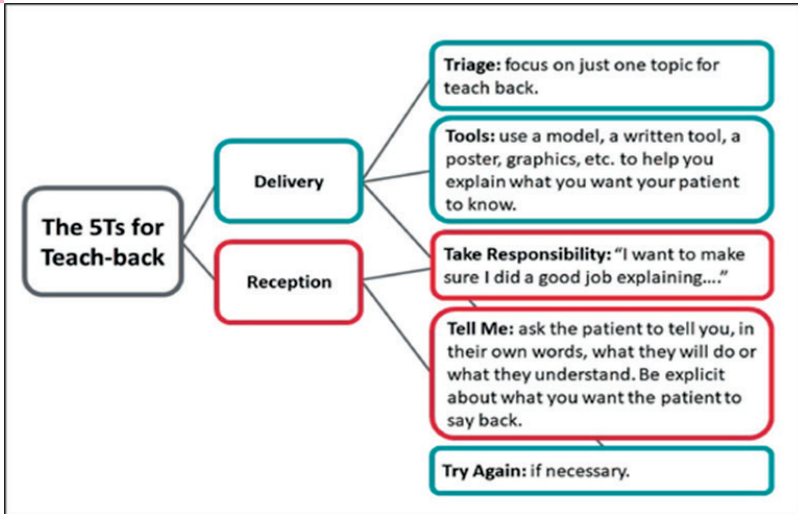 The 5Ts for
Teach-back
Delivery
Reception
Triage: focus on just one topic for
teach back.
Tools: use a model, a written tool, a
poster, graphics, etc. to help you
explain what you want your patient
to know.
Take Responsibility: “I want to make
sure I did a good job explaining....”
Tell Me: ask the patient to tell you, in
their own words, what they will do or
what they understand. Be explicit
about what you want the patient to
say back.
Try Again: if necessary.